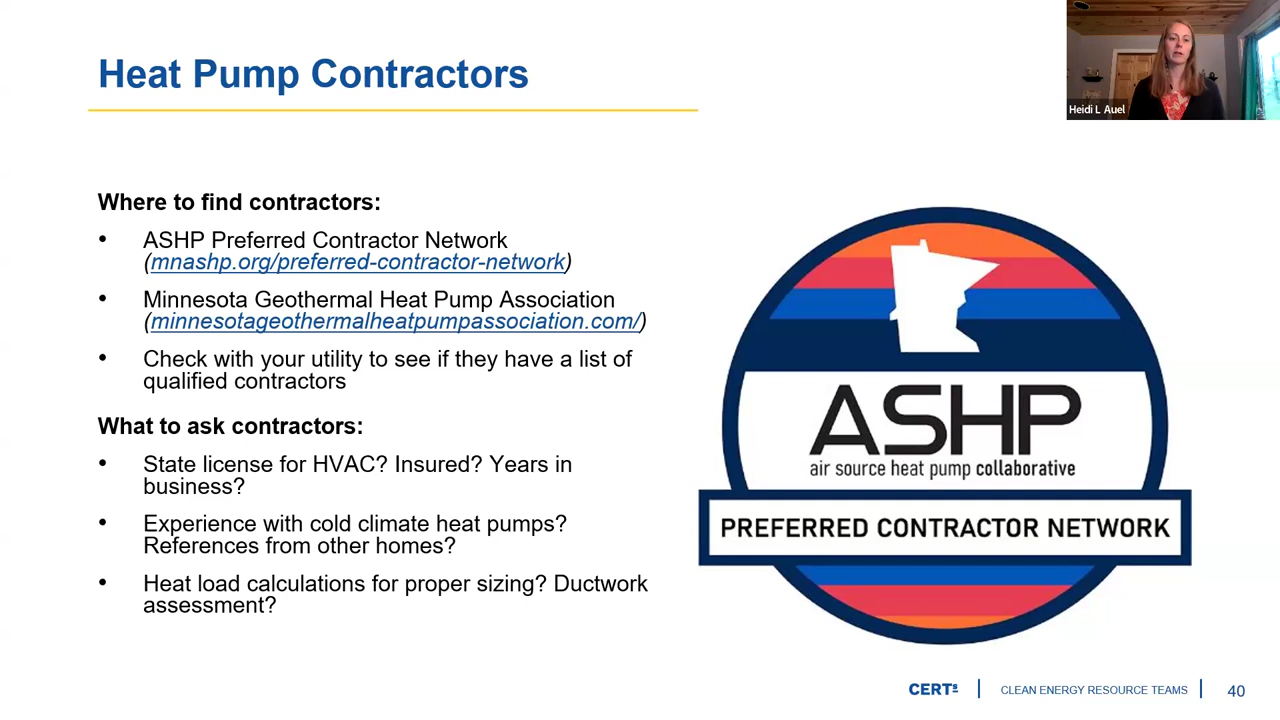 Heat Pump Contractors
Heidi L Auel
Where to find contractors:
• ASHP Preferred Contractor Network
(mnashp.org/preferred-contractor-network)
• Minnesota Geothermal Heat Pump Association
(minnesotageothermalheatpumpassociation.com/)
• Check with your utility to see if they have a list of
qualified contractors
What to ask contractors:
• State license for HVAC? Insured? Years in
business?
• Experience with cold climate heat pumps?
References from other homes?
• Heat load calculations for proper sizing? Ductwork
assessment?
ASHP
air source heat pump collaborative
PREFERRED CONTRACTOR NETWORK
CERTs | CLEAN ENERGY RESOURCE TEAMS | 40